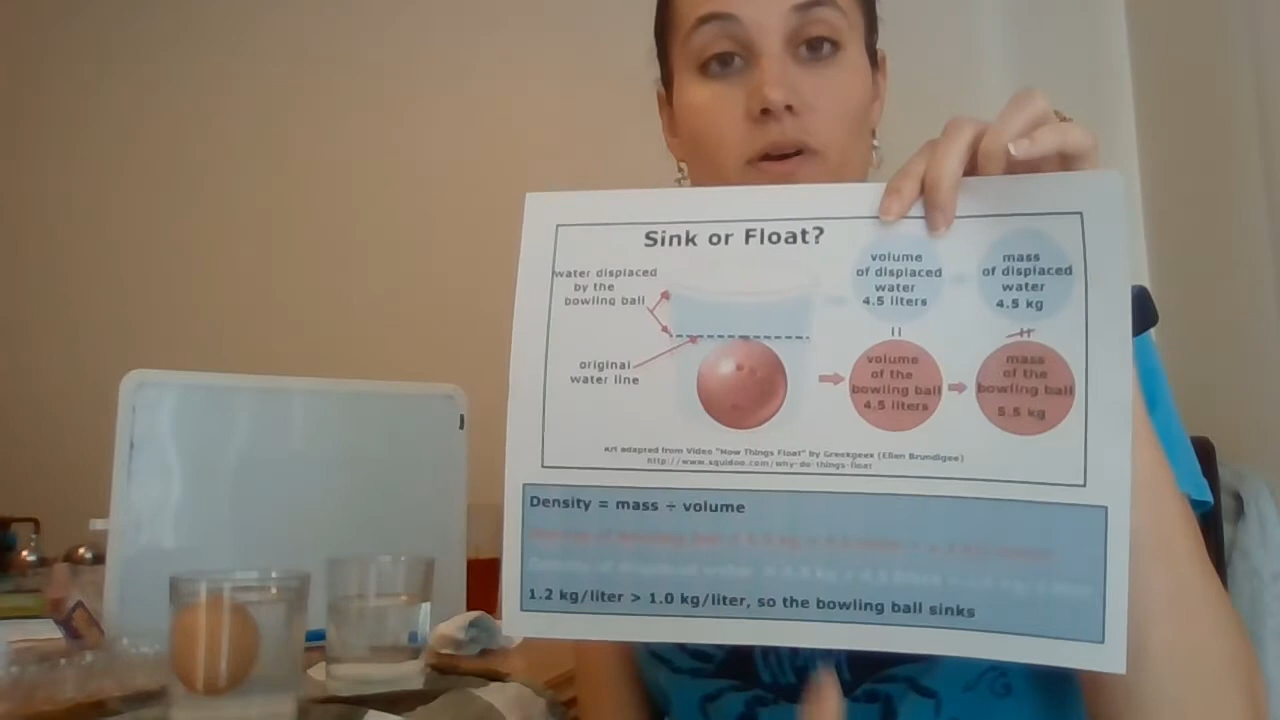 Sink or Float?
water displaced
by the
bowling ball
original
water line
volume
of displaced
water
4.5 liters
mass
of displaced
water
4.5 kg
volume
of the
bowling ball
4.5 liters
mass
of the
bowling ball
5.5 kg
Art adapted from Video "How Things Float" by Greekgeek (Ellen Brundige)
http://www.squidoo.com/why-do-things-float
Density = mass ÷ volume
1.2 kg/liter > 1.0 kg/liter, so the bowling ball sinks